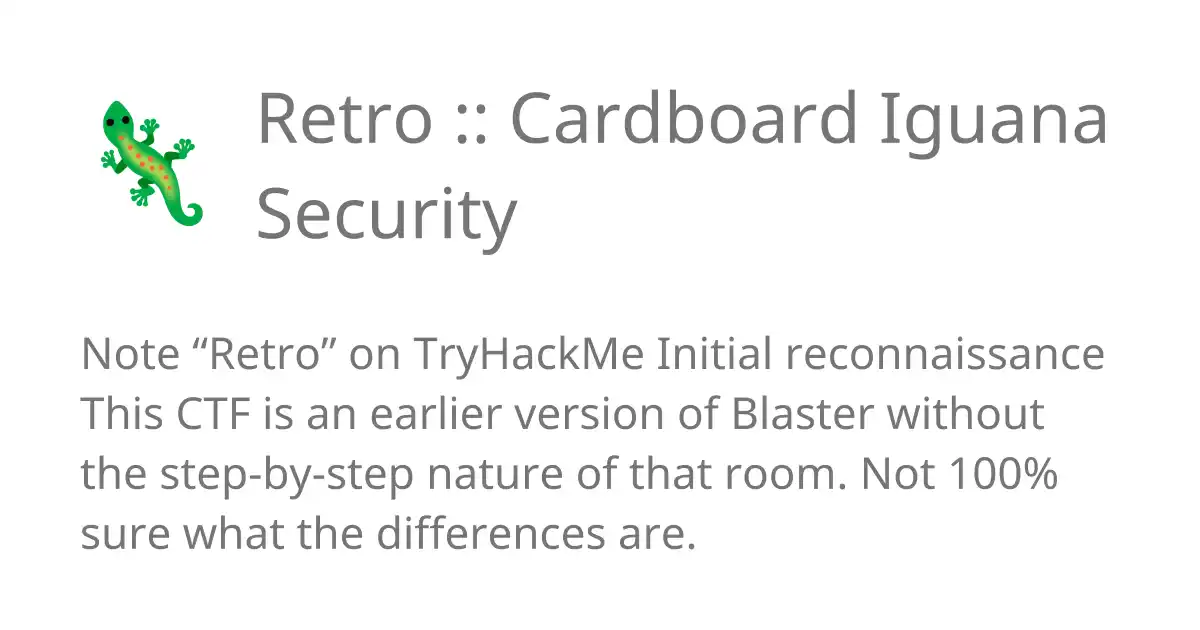 Retro :: Cardboard Iguana
Security
Note “Retro” on TryHackMe Initial reconnaissance
This CTF is an earlier version of Blaster without
the step-by-step nature of that room. Not 100%
sure what the differences are.